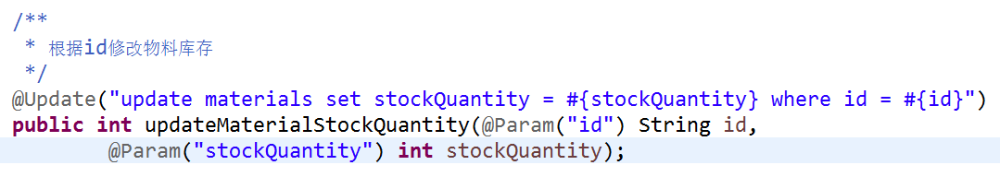 /**
 * 根据id修改物料库存
 */
@Update("update materials set stockQuantity = #{stockQuantity} where id = #{id}")
public int updateMaterialStockQuantity(@Param("id") String id,
        @Param("stockQuantity") int stockQuantity);